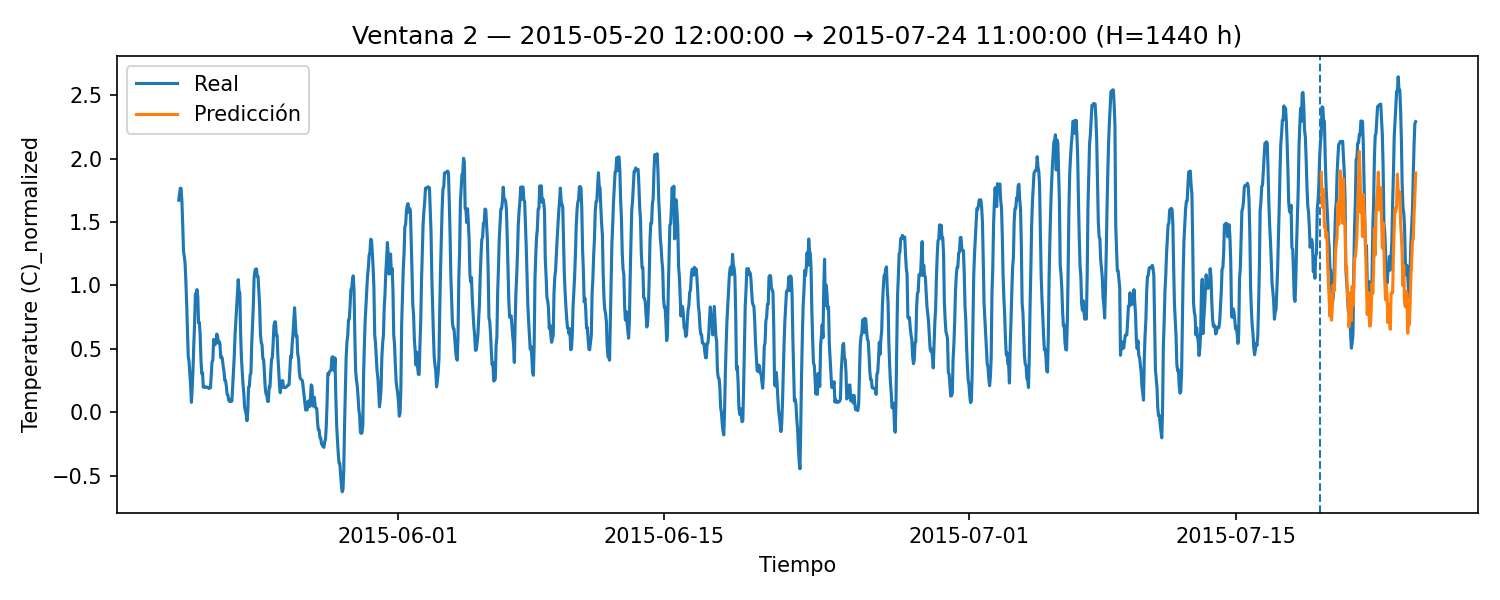 Ventana 2 — 2015-05-20 12:00:00 → 2015-07-24 11:00:00 (H=1440 h)
Real
Predicción
Temperature (C)_normalized
2.5
2.0
1.5
1.0
0.5
0.0
−0.5
2015-06-01
2015-06-15
2015-07-01
2015-07-15
Tiempo